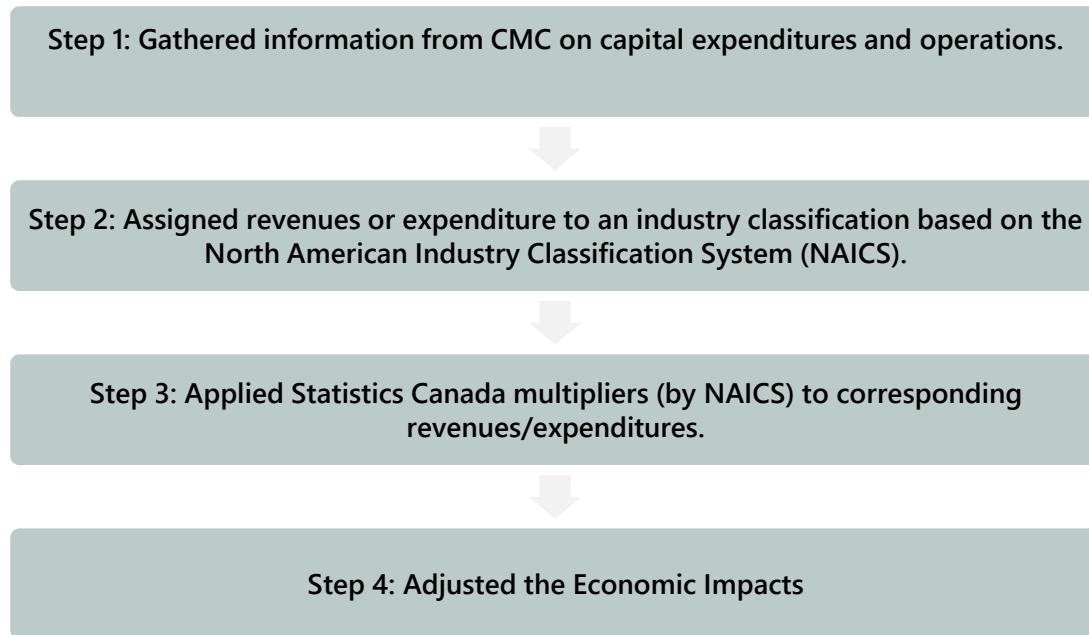 Step 1: Gathered information from CMC on capital expenditures and operations.
Step 2: Assigned revenues or expenditure to an industry classification based on the
North American Industry Classification System (NAICS).
Step 3: Applied Statistics Canada multipliers (by NAICS) to corresponding
revenues/expenditures.
Step 4: Adjusted the Economic Impacts